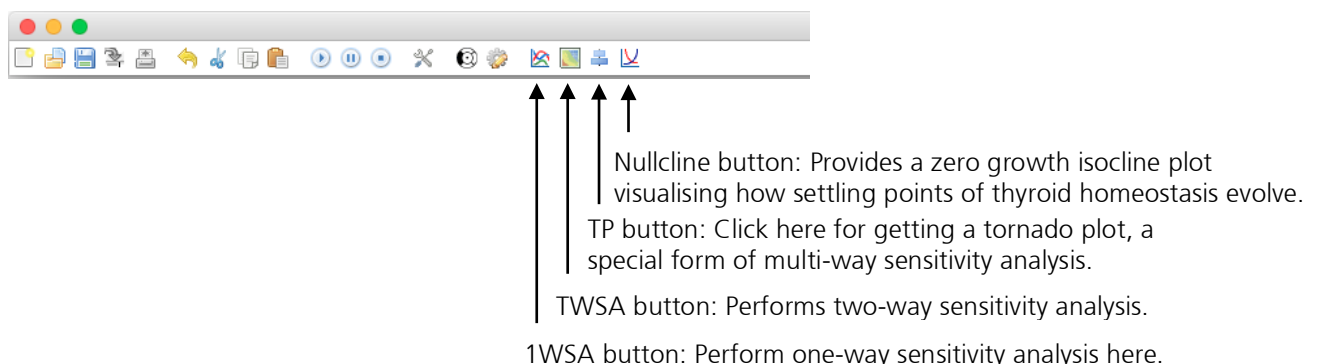 Nullcline button: Provides a zero growth isocline plot
visualising how settling points of thyroid homeostasis evolve.
TP button: Click here for getting a tornado plot, a
special form of multi-way sensitivity analysis.
TWSA button: Performs two-way sensitivity analysis.
1WSA button: Perform one-way sensitivity analysis here.